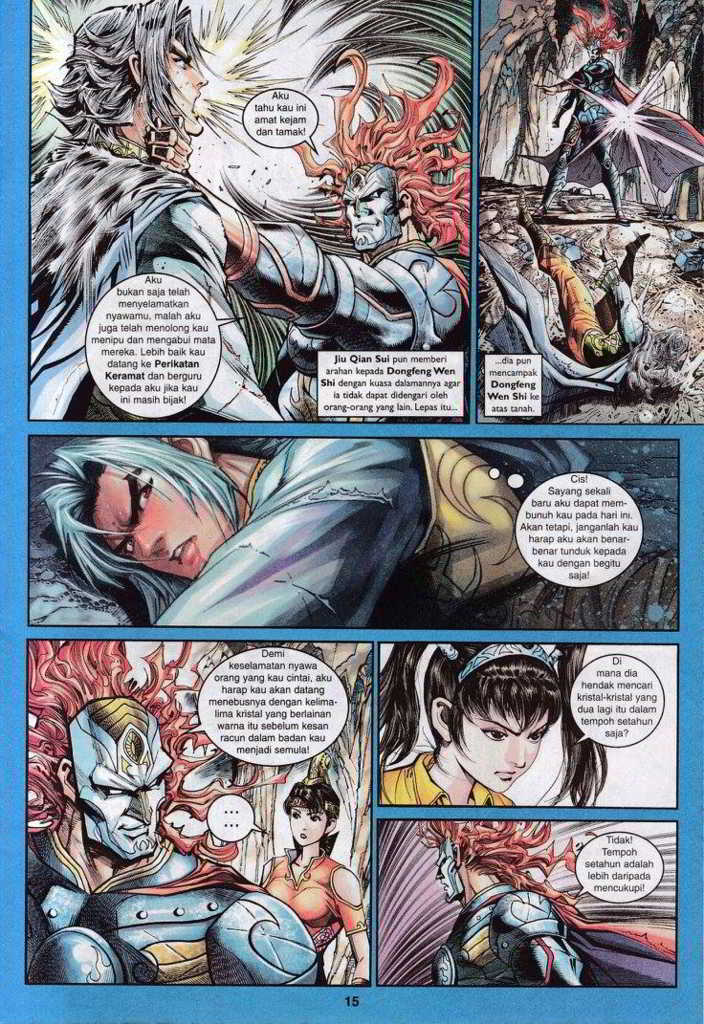 Aku
tahu kau ini
amat kejam
dan tamak!
Aku
bukan saja telah
menyelamatkan
nyawamu, malah aku
juga telah menolong kau
menipu dan mengabui mata
mereka. Lebih baik kau
datang ke Perikatan
Keramat dan berguru
kepada aku jika kau
ini masih bijak!
Jiu Qian Sui pun memberi
arahan kepada Dongfeng Wen
Shi dengan kuasa dalamannya agar
ia tidak dapat didengari oleh
orang-orang yang lain. Lepas itu...
...dia pun
mencampak
Dongfeng
Wen Shi ke
atas tanah.
Cis!
Sayang sekali
baru aku dapat mem-
bunuh kau pada hari ini.
Akan tetapi, janganlah kau
harap aku akan benar-
benar tunduk kepada
kau dengan begitu
saja!
Demi
keselamatan nyawa
orang yang kau cintai, aku
harap kau akan datang
menebusnya dengan kelima-
lima kristal yang berlainan
warna itu sebelum kesan
racun dalam badan kau
menjadi semula!
...
...
Di
mana dia
hendak mencari
kristal-kristal yang
dua lagi itu dalam
tempoh setahun
saja?
Tidak!
Tempoh
setahun adalah
lebih daripada
mencukupi!
15